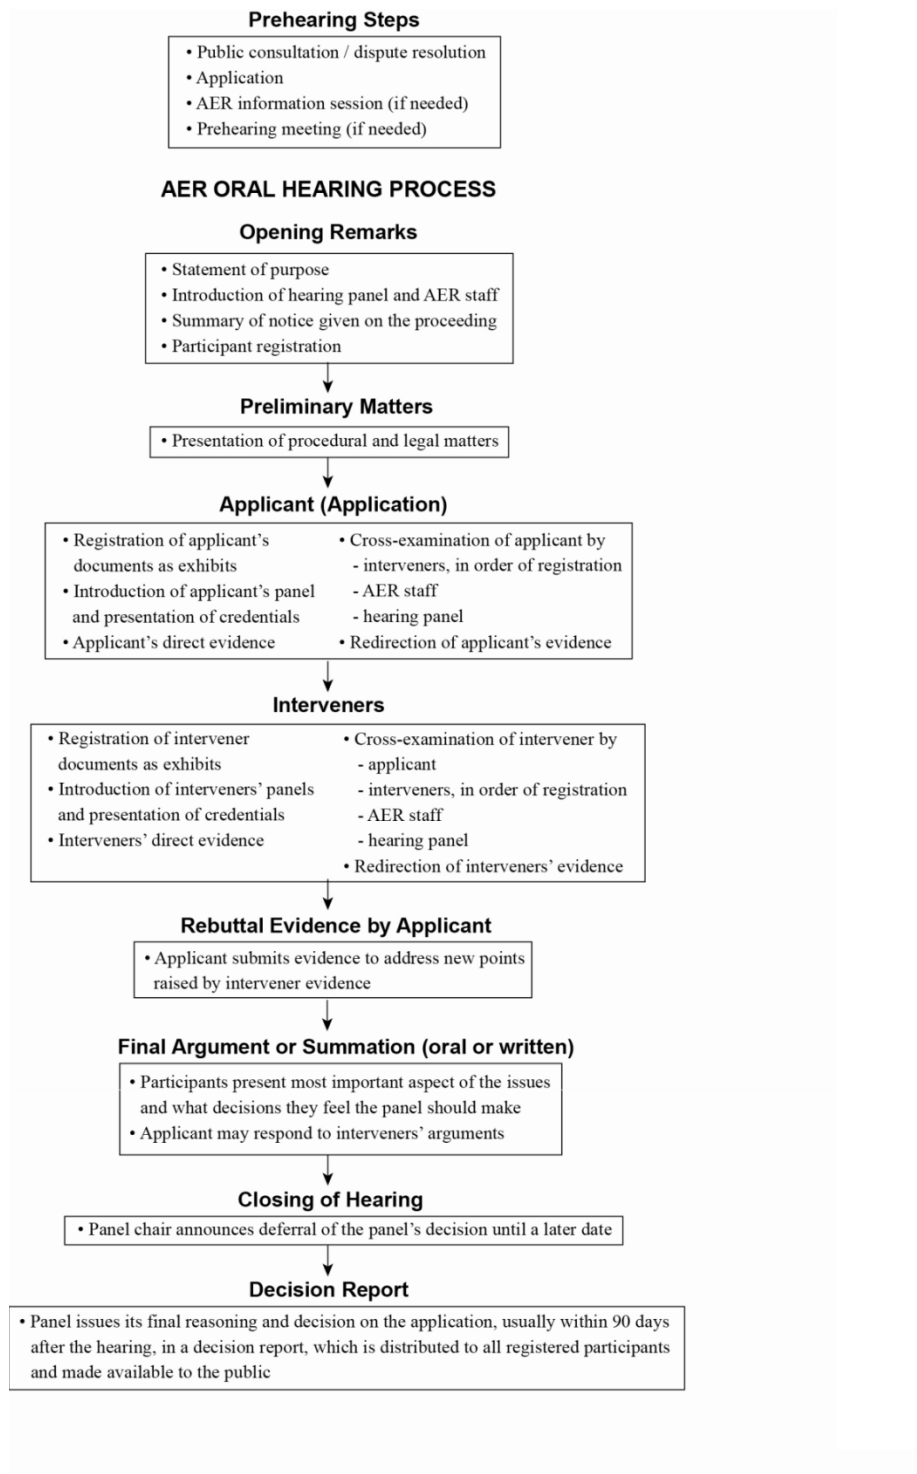 Prehearing Steps
• Public consultation / dispute resolution
• Application
• AER information session (if needed)
• Prehearing meeting (if needed)
AER ORAL HEARING PROCESS
Opening Remarks
• Statement of purpose
• Introduction of hearing panel and AER staff
• Summary of notice given on the proceeding
• Participant registration
Preliminary Matters
• Presentation of procedural and legal matters
Applicant (Application)
• Registration of applicant’s
documents as exhibits
• Introduction of applicant’s panel
and presentation of credentials
• Applicant’s direct evidence
• Cross-examination of applicant by
- interveners, in order of registration
- AER staff
- hearing panel
• Redirection of applicant’s evidence
Interveners
• Registration of intervener
documents as exhibits
• Introduction of interveners’ panels
and presentation of credentials
• Interveners’ direct evidence
• Cross-examination of intervener by
- applicant
- interveners, in order of registration
- AER staff
- hearing panel
• Redirection of interveners’ evidence
Rebuttal Evidence by Applicant
• Applicant submits evidence to address new points
raised by intervener evidence
Final Argument or Summation (oral or written)
• Participants present most important aspect of the issues
and what decisions they feel the panel should make
• Applicant may respond to interveners’ arguments
Closing of Hearing
• Panel chair announces deferral of the panel’s decision until a later date
Decision Report
• Panel issues its final reasoning and decision on the application, usually within 90 days
after the hearing, in a decision report, which is distributed to all registered participants
and made available to the public